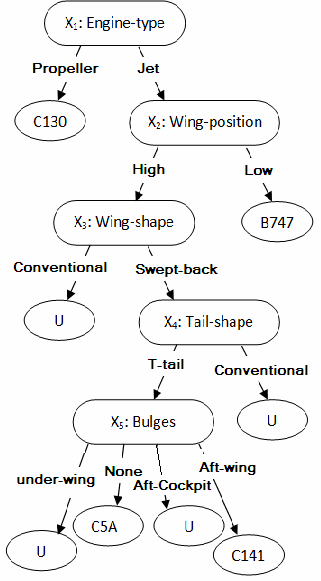 X₁: Engine-type
Propeller Jet
C130
X₂: Wing-position
High Low
X₃: Wing-shape
B747
Conventional Swept-back
U
X₄: Tail-shape
T-tail Conventional
X₅: Bulges
U
under-wing None Aft-Cockpit Aft-wing
C5A
U
U
C141